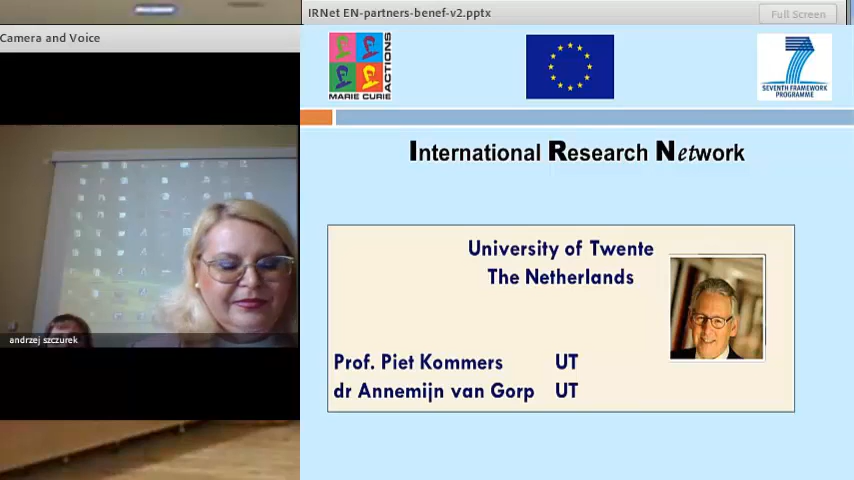 IRNet EN-partners-benef-v2.pptx
Full Screen
Camera and Voice
MARIE CURIE
ACTIONS
SEVENTH FRAMEWORK
PROGRAMME
International Research Network
University of Twente
The Netherlands
andrzej szczurek
Prof. Piet Kommers UT
dr Annemijn van Gorp UT